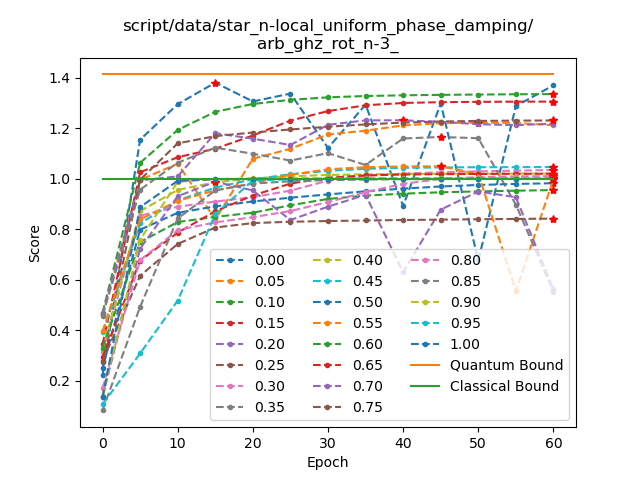 script/data/star_n-local_uniform_phase_damping/
arb_ghz_rot_n-3_
Score
1.4
1.2
1.0
0.8
0.6
0.4
0.2
0.00 0.40 0.80
0.05 0.45 0.85
0.10 0.50 0.90
0.15 0.55 0.95
0.20 0.60 1.00
0.25 0.65 Quantum Bound
0.30 0.70 Classical Bound
0.35 0.75
0 10 20 30 40 50 60
Epoch